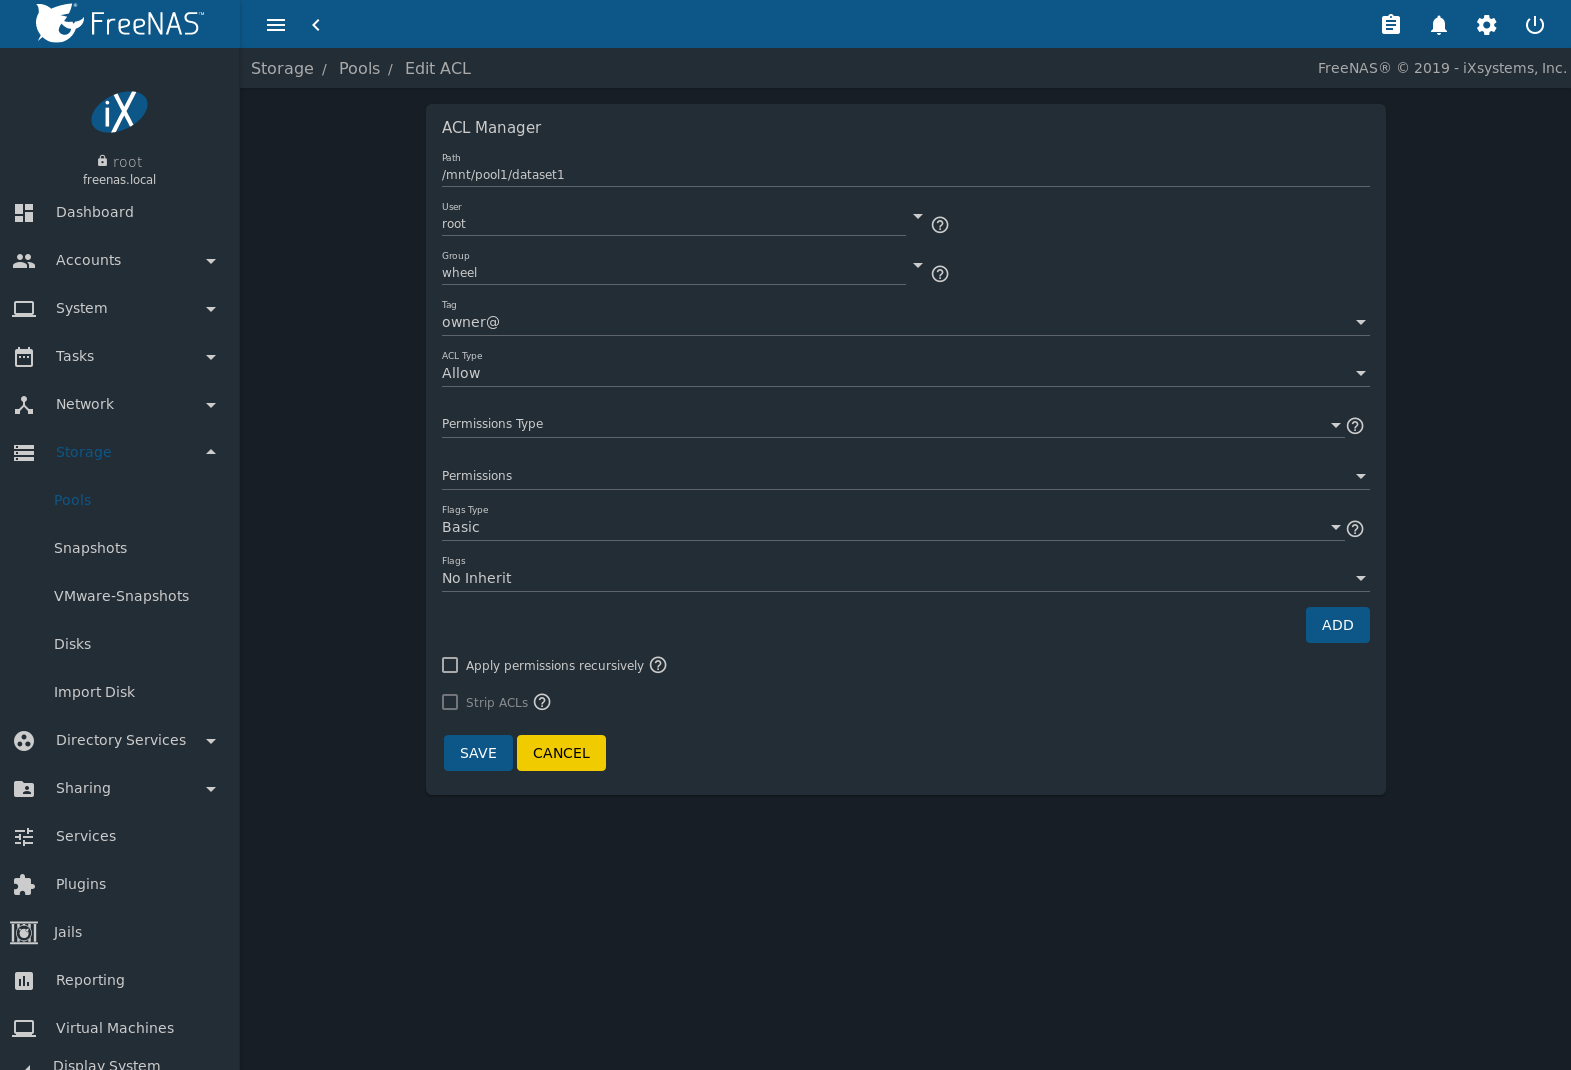 FreeNAS™
Storage / Pools / Edit ACL
FreeNAS® © 2019 - iXsystems, Inc.
iX
root
freenas.local
Dashboard
Accounts
System
Tasks
Network
Storage
Pools
Snapshots
VMware-Snapshots
Disks
Import Disk
Directory Services
Sharing
Services
Plugins
Jails
Reporting
Virtual Machines
Display System
ACL Manager
Path
/mnt/pool1/dataset1
User
root
Group
wheel
Tag
owner@
ACL Type
Allow
Permissions Type
Permissions
Flags Type
Basic
Flags
No Inherit
ADD
Apply permissions recursively
Strip ACLs
SAVE CANCEL